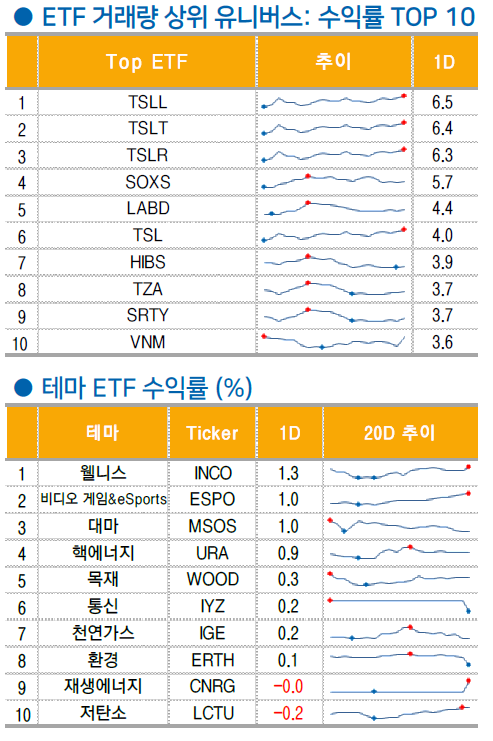 ● ETF 거래량 상위 유니버스: 수익률 TOP 10
Top ETF 추이 1D
1 TSLL 6.5
2 TSLT 6.4
3 TSLR 6.3
4 SOXS 5.7
5 LABD 4.4
6 TSL 4.0
7 HIBS 3.9
8 TZA 3.7
9 SRTY 3.7
10 VNM 3.6
● 테마 ETF 수익률 (%)
테마 Ticker 1D 20D 추이
1 웰니스 INCO 1.3
2 비디오 게임&eSports ESPO 1.0
3 대마 MSOS 1.0
4 핵에너지 URA 0.9
5 목재 WOOD 0.3
6 통신 IYZ 0.2
7 천연가스 IGE 0.2
8 환경 ERTH 0.1
9 재생에너지 CNRG -0.0
10 저탄소 LCTU -0.2